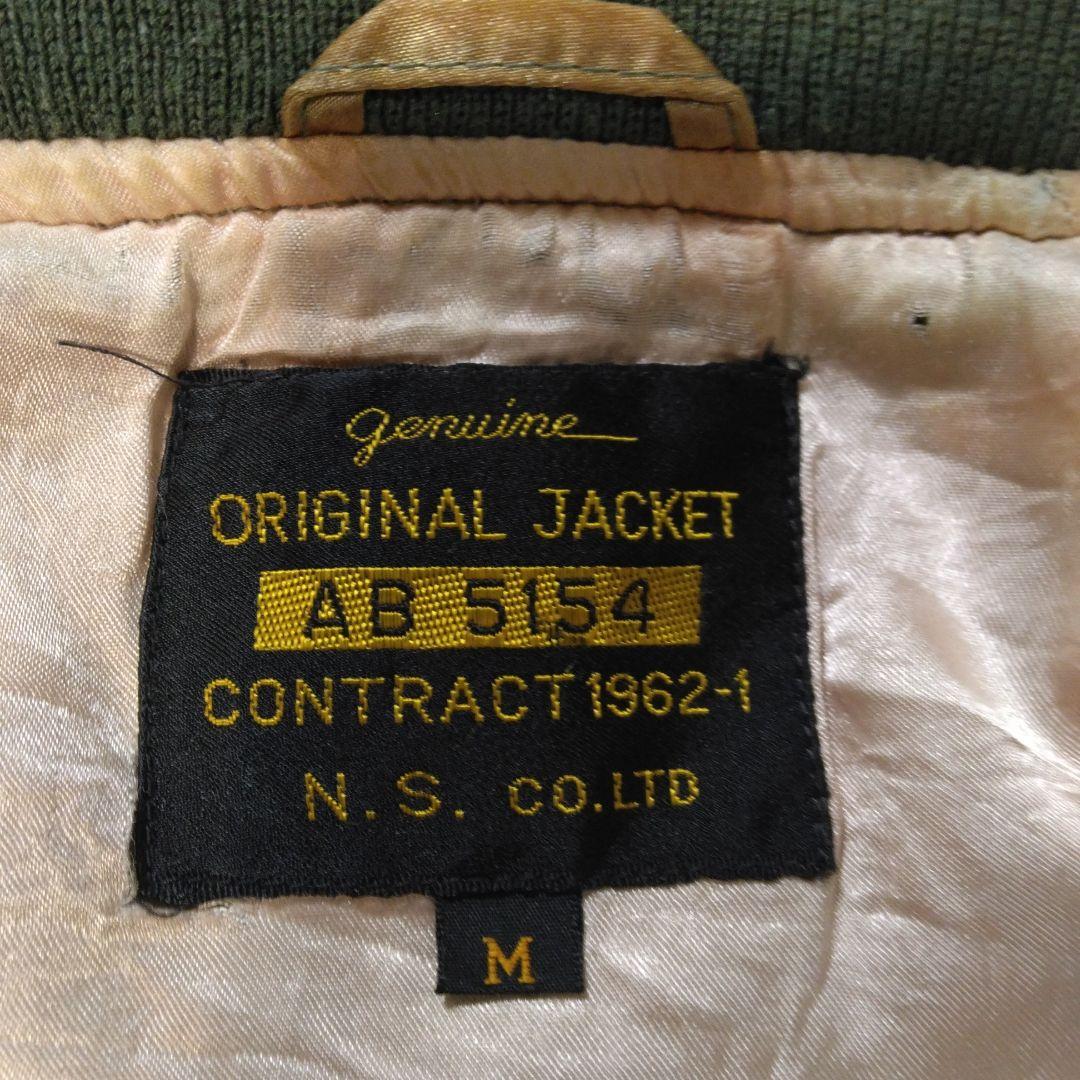 genuine
ORIGINAL JACKET
AB 5154
CONTRACT 1962-1
N.S. CO.LTD
M